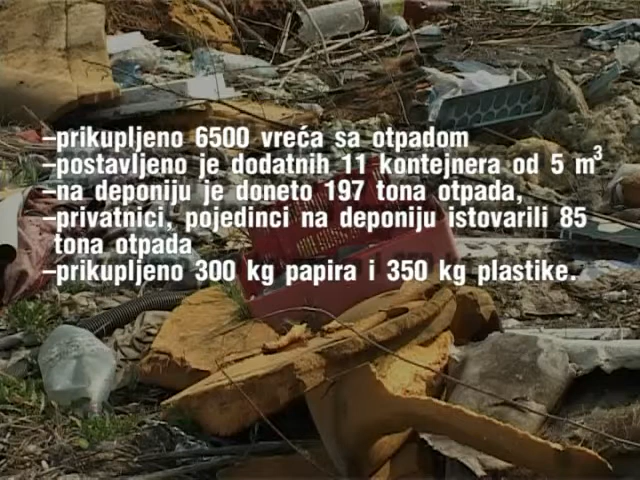 –prikupljeno 6500 vreća sa otpadom
–postavljeno je dodatnih 11 kontejnera od 5 m³
–na deponiju je doneto 197 tona otpada,
–privatnici, pojedinci na deponiju istovarili 85
tona otpada
–prikupljeno 300 kg papira i 350 kg plastike.